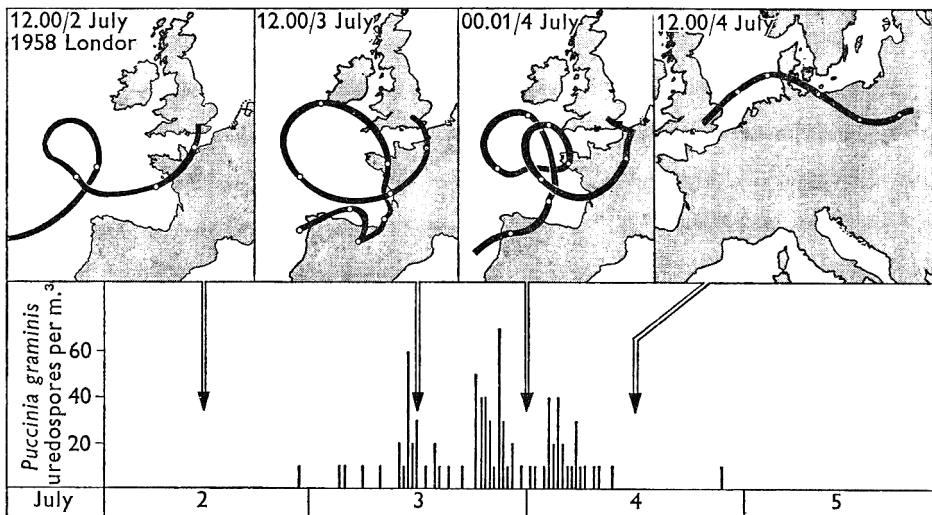 12.00/2 July
1958 Londor
12.00/3 July
00.01/4 July
12.00/4 July
Puccinia graminis
uredospores per m.³
60
40
20
July
2
3
4
5